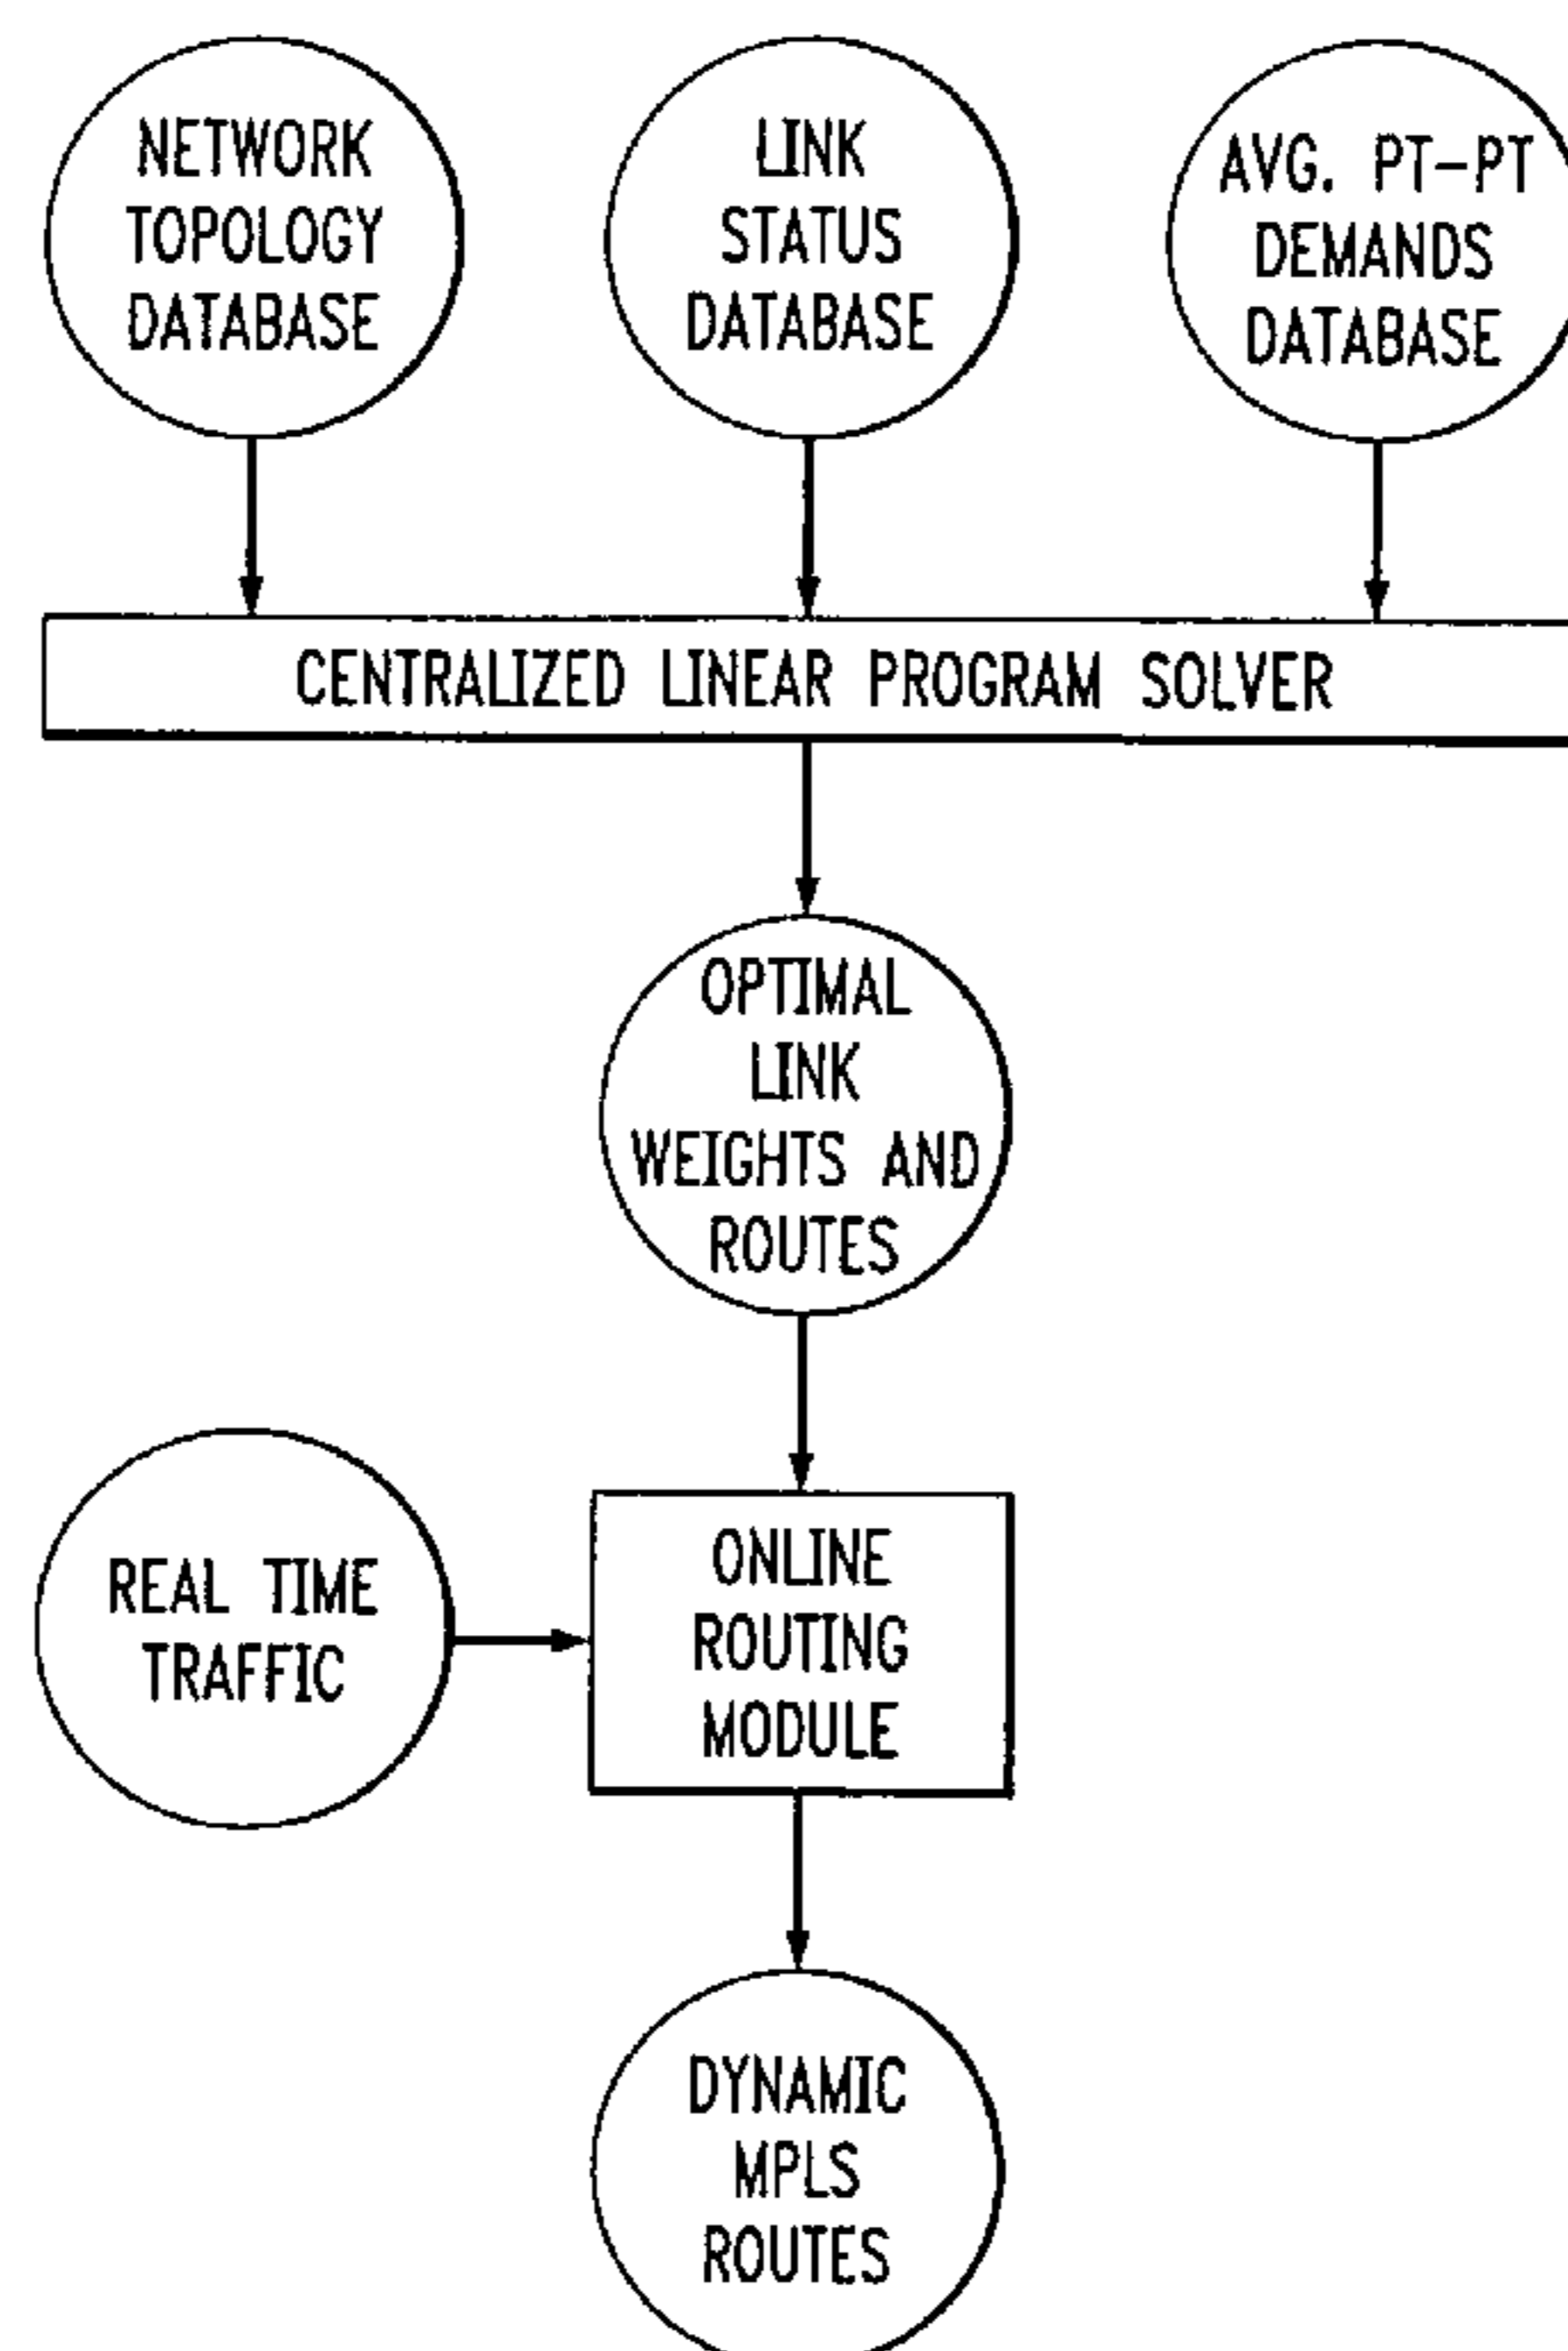 NETWORK
TOPOLOGY
DATABASE
LINK
STATUS
DATABASE
AVG. PT-PT
DEMANDS
DATABASE
CENTRALIZED LINEAR PROGRAM SOLVER
OPTIMAL
LINK
WEIGHTS AND
ROUTES
REAL TIME
TRAFFIC
ONLINE
ROUTING
MODULE
DYNAMIC
MPLS
ROUTES